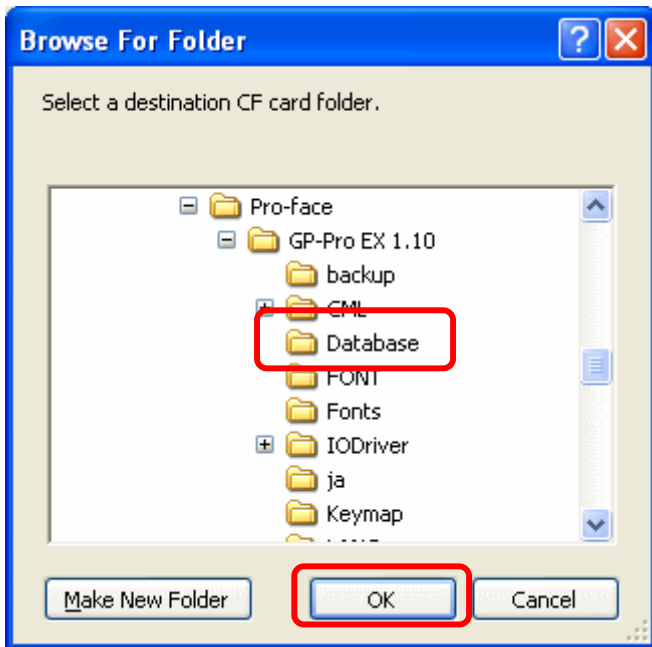 Browse For Folder
Select a destination CF card folder.
Pro-face
GP-Pro EX 1.10
backup
CML
Database
FONT
Fonts
IODriver
ja
Keymap
Make New Folder
OK
Cancel